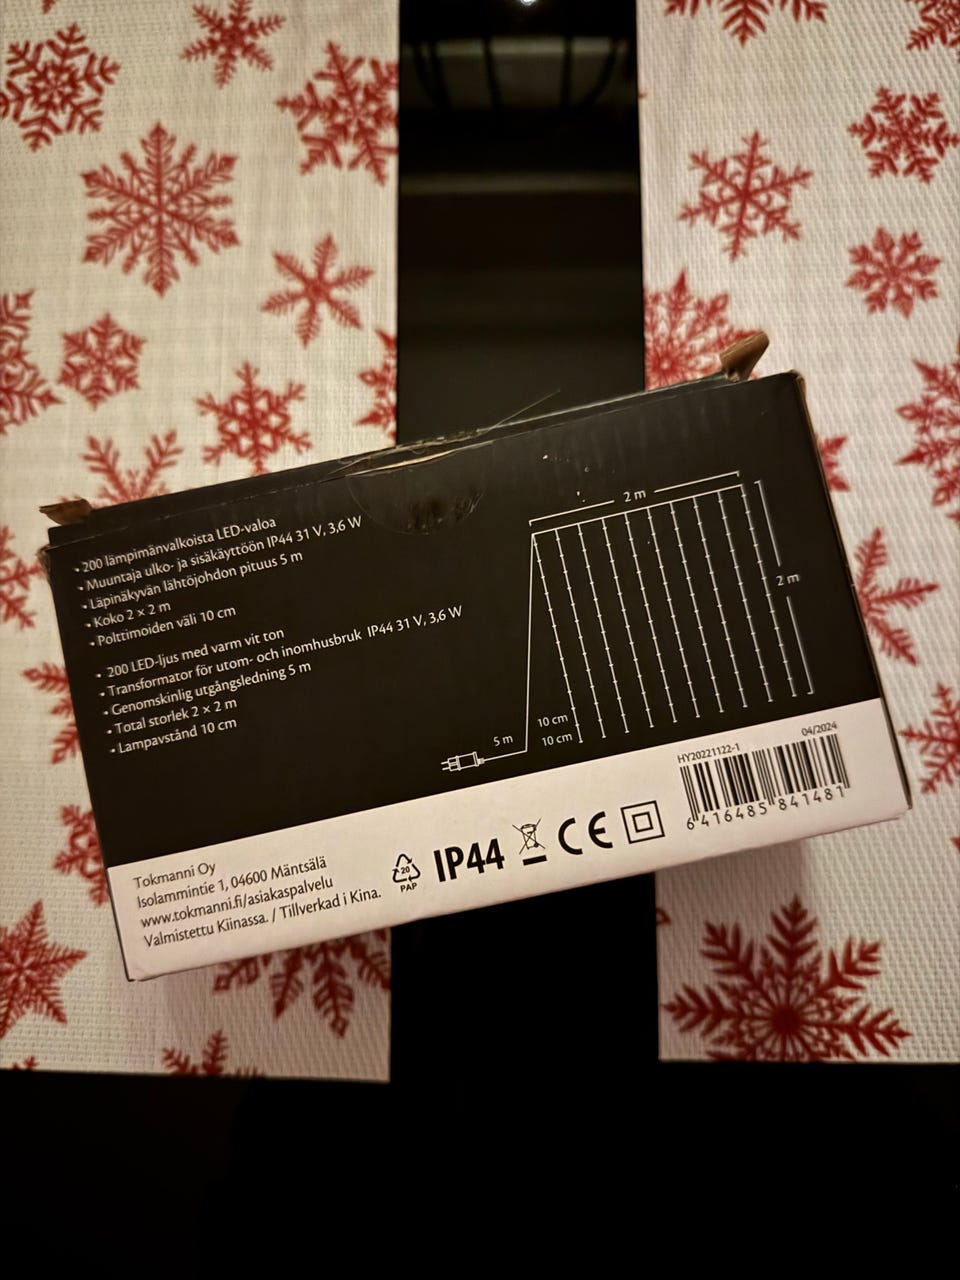 • 200 lämpimänvalkoista LED-valoa
• Muuntaja ulko- ja sisäkäyttöön IP44 31 V, 3,6 W
• Läpinäkyvän lähtöjohdon pituus 5 m
• Koko 2 × 2 m
• Polttimoiden väli 10 cm
• 200 LED-ljus med varm vit ton
• Transformator för utom- och inomhusbruk IP44 31 V, 3,6 W
• Genomskinlig utgångsledning 5 m
• Total storlek 2 × 2 m
• Lampavstånd 10 cm
2 m
2 m
10 cm
10 cm
5 m
Tokmanni Oy
Isolammintie 1, 04600 Mäntsälä
www.tokmanni.fi/asiakaspalvelu
Valmistettu Kiinassa. / Tillverkad i Kina.
20
PAP
IP44
CE
HY20221122-1
04/2024
6 416485 841481